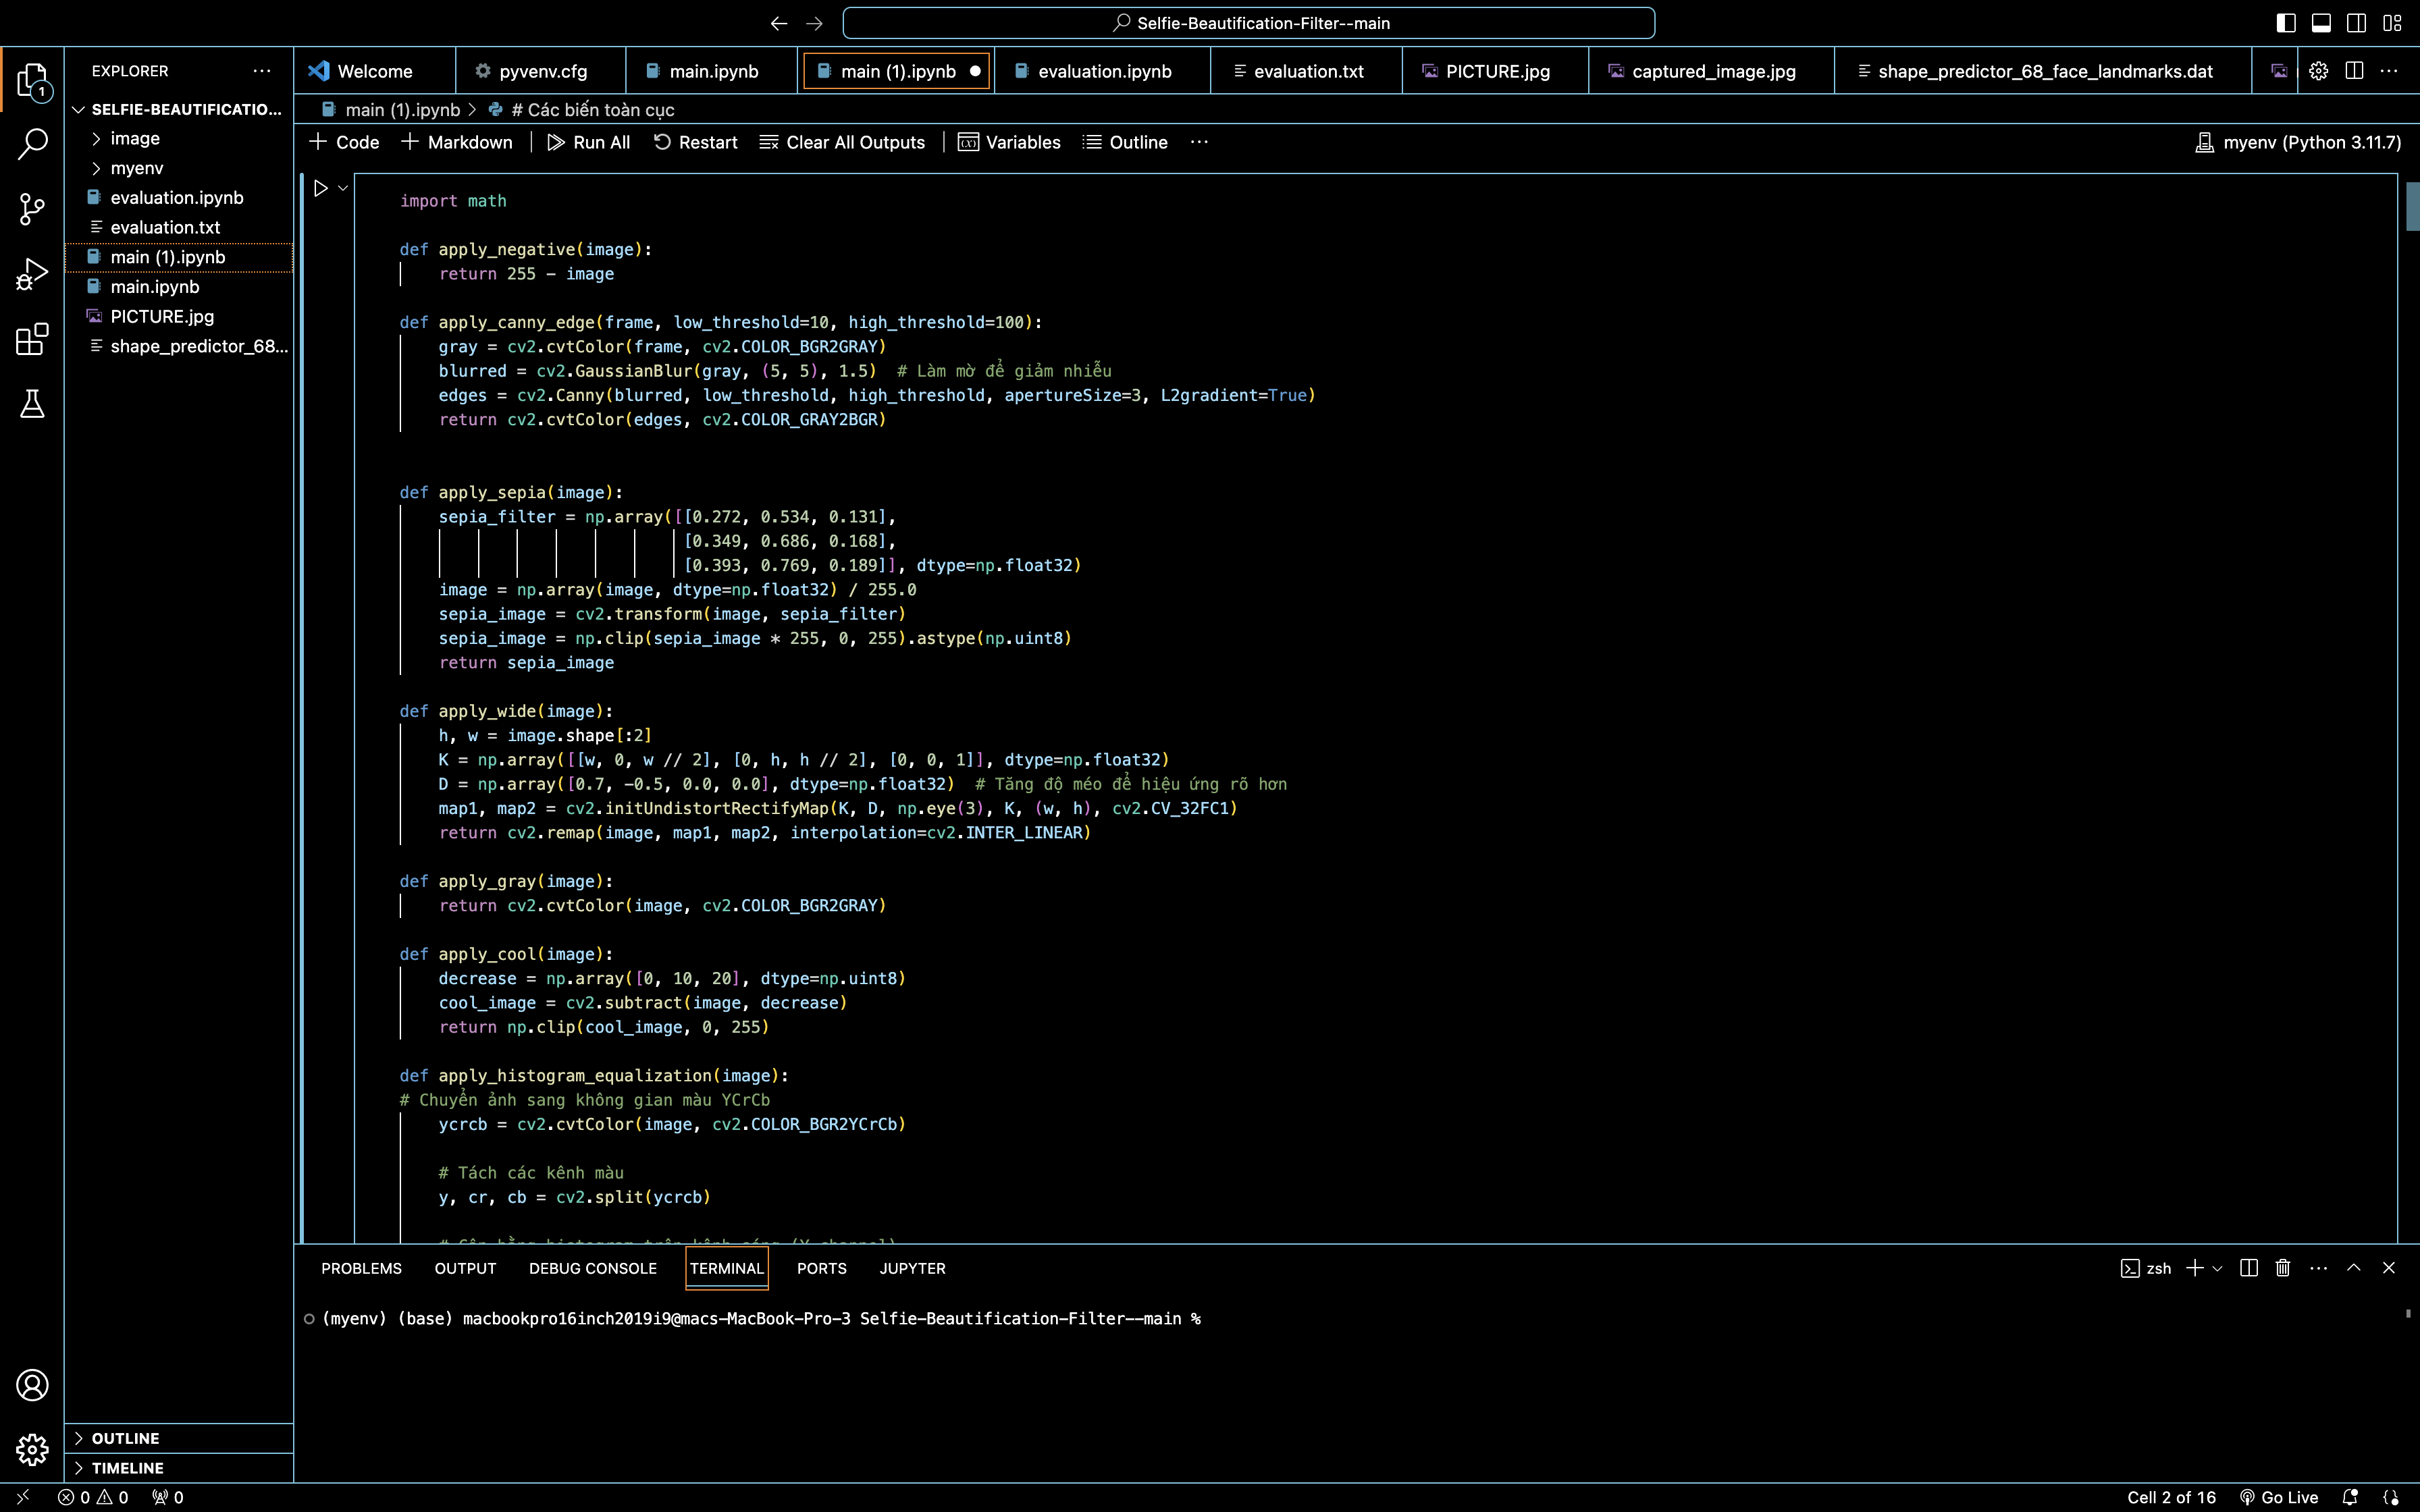 Selfie-Beautification-Filter--main
EXPLORER
Welcome
pyvenv.cfg
main.ipynb
main (1).ipynb
evaluation.ipynb
evaluation.txt
PICTURE.jpg
captured_image.jpg
shape_predictor_68_face_landmarks.dat
1
SELFIE-BEAUTIFICATIO...
image
myenv
evaluation.ipynb
evaluation.txt
main (1).ipynb
main.ipynb
PICTURE.jpg
shape_predictor_68...
OUTLINE
TIMELINE
main (1).ipynb > # Các biến toàn cục
+ Code + Markdown Run All Restart Clear All Outputs Variables Outline ... myenv (Python 3.11.7)
import math
def apply_negative(image):
return 255 - image
def apply_canny_edge(frame, low_threshold=10, high_threshold=100):
gray = cv2.cvtColor(frame, cv2.COLOR_BGR2GRAY)
blurred = cv2.GaussianBlur(gray, (5, 5), 1.5)  # Làm mờ để giảm nhiễu
edges = cv2.Canny(blurred, low_threshold, high_threshold, apertureSize=3, L2gradient=True)
return cv2.cvtColor(edges, cv2.COLOR_GRAY2BGR)
def apply_sepia(image):
sepia_filter = np.array([[0.272, 0.534, 0.131],
[0.349, 0.686, 0.168],
[0.393, 0.769, 0.189]], dtype=np.float32)
image = np.array(image, dtype=np.float32) / 255.0
sepia_image = cv2.transform(image, sepia_filter)
sepia_image = np.clip(sepia_image * 255, 0, 255).astype(np.uint8)
return sepia_image
def apply_wide(image):
h, w = image.shape[:2]
K = np.array([[w, 0, w // 2], [0, h, h // 2], [0, 0, 1]], dtype=np.float32)
D = np.array([0.7, -0.5, 0.0, 0.0], dtype=np.float32)  # Tăng độ méo để hiệu ứng rõ hơn
map1, map2 = cv2.initUndistortRectifyMap(K, D, np.eye(3), K, (w, h), cv2.CV_32FC1)
return cv2.remap(image, map1, map2, interpolation=cv2.INTER_LINEAR)
def apply_gray(image):
return cv2.cvtColor(image, cv2.COLOR_BGR2GRAY)
def apply_cool(image):
decrease = np.array([0, 10, 20], dtype=np.uint8)
cool_image = cv2.subtract(image, decrease)
return np.clip(cool_image, 0, 255)
def apply_histogram_equalization(image):
# Chuyển ảnh sang không gian màu YCrCb
ycrcb = cv2.cvtColor(image, cv2.COLOR_BGR2YCrCb)
# Tách các kênh màu
y, cr, cb = cv2.split(ycrcb)
PROBLEMS OUTPUT DEBUG CONSOLE TERMINAL PORTS JUPYTER
zsh
(myenv) (base) macbookpro16inch2019i9@macs-MacBook-Pro-3 Selfie-Beautification-Filter--main %
0 0 0
Cell 2 of 16 Go Live